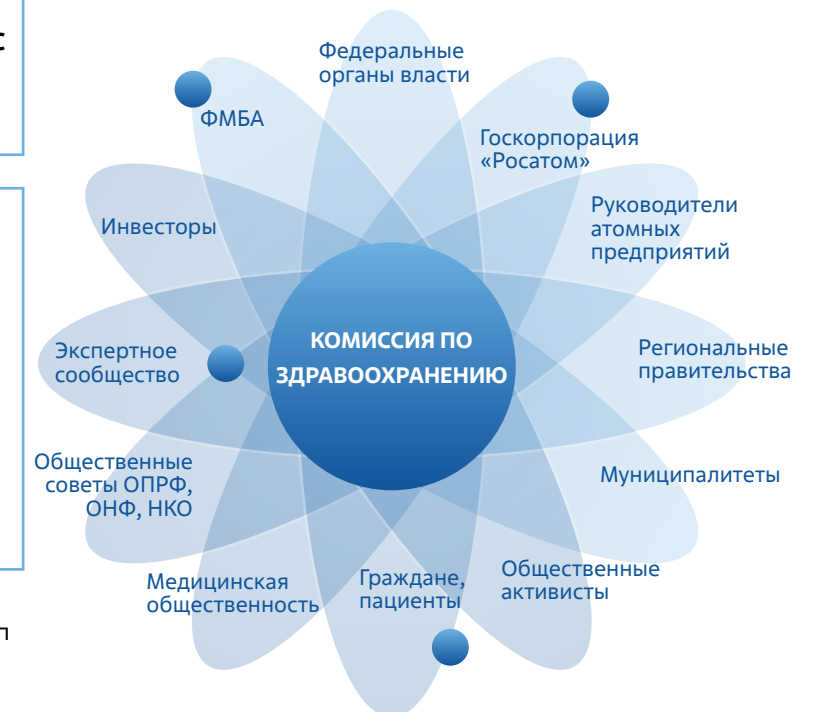 с
Федеральные
органы власти
ФМБА
Госкорпорация
«Росатом»
Руководители
атомных
предприятий
Инвесторы
КОМИССИЯ ПО
ЗДРАВООХРАНЕНИЮ
Экспертное
сообщество
Региональные
правительства
Общественные
советы ОПРФ,
ОНФ, НКО
Муниципалитеты
Медицинская
общественность
Граждане,
пациенты
Общественные
активисты
п